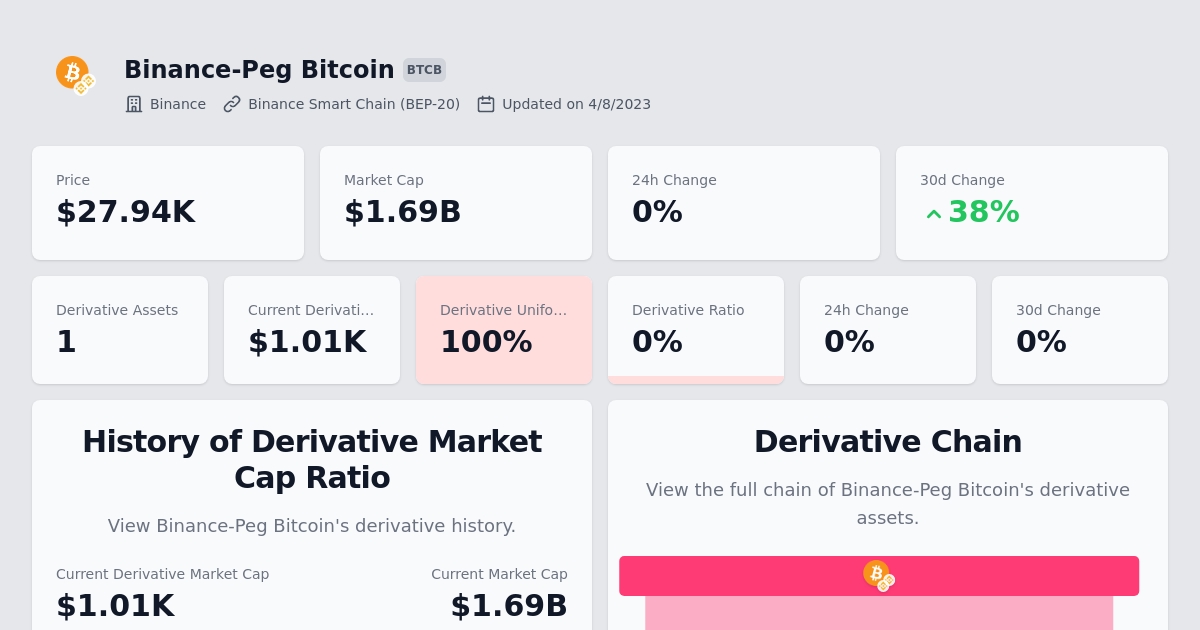 Binance-Peg Bitcoin BTCB
Binance Binance Smart Chain (BEP-20) Updated on 4/8/2023
Price
$27.94K
Market Cap
$1.69B
24h Change
0%
30d Change
38%
Derivative Assets
1
Current Derivati...
$1.01K
Derivative Unifo...
100%
Derivative Ratio
0%
24h Change
0%
30d Change
0%
History of Derivative Market
Cap Ratio
View Binance-Peg Bitcoin's derivative history.
Current Derivative Market Cap
$1.01K
Current Market Cap
$1.69B
Derivative Chain
View the full chain of Binance-Peg Bitcoin's derivative
assets.